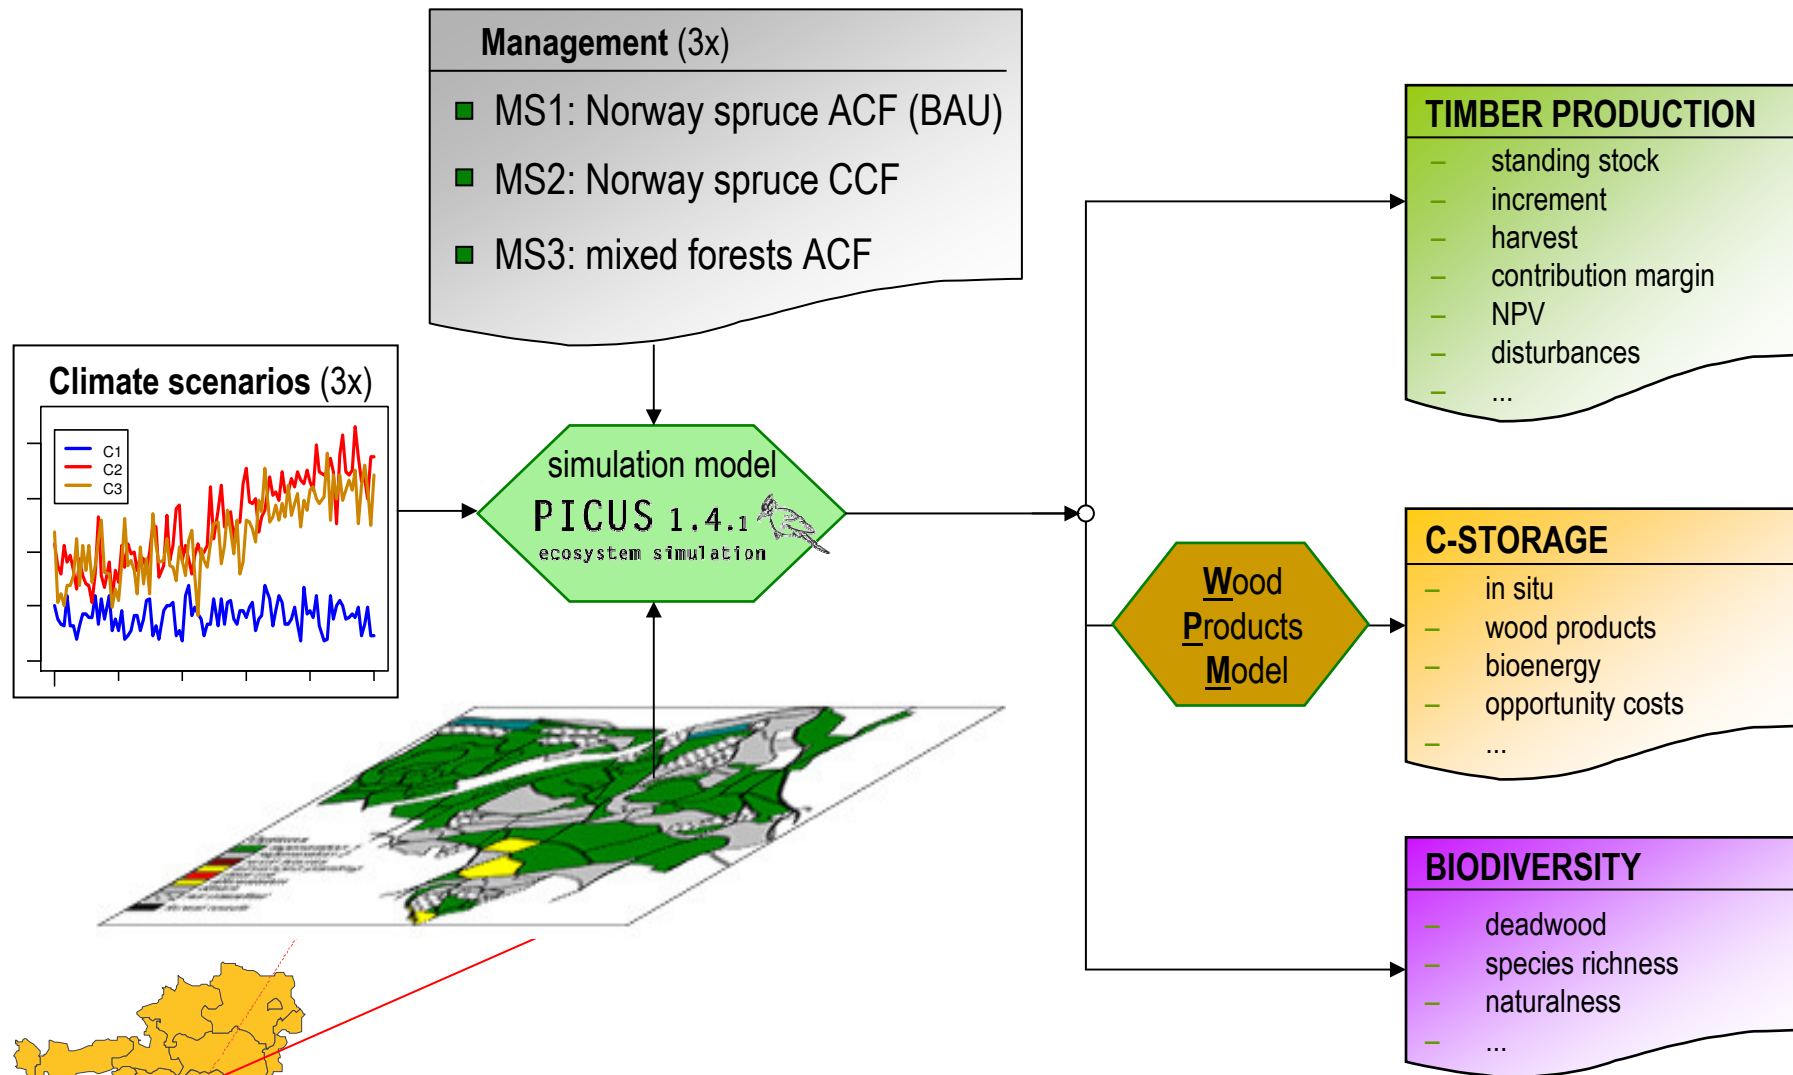 Management (3x)
MS1: Norway spruce ACF (BAU)
MS2: Norway spruce CCF
MS3: mixed forests ACF
Climate scenarios (3x)
C1
C2
C3
simulation model
PICUS 1.4.1
ecosystem simulation
Wood
Products
Model
TIMBER PRODUCTION
– standing stock
– increment
– harvest
– contribution margin
– NPV
– disturbances
– ...
C-STORAGE
– in situ
– wood products
– bioenergy
– opportunity costs
– ...
BIODIVERSITY
– deadwood
– species richness
– naturalness
– ...